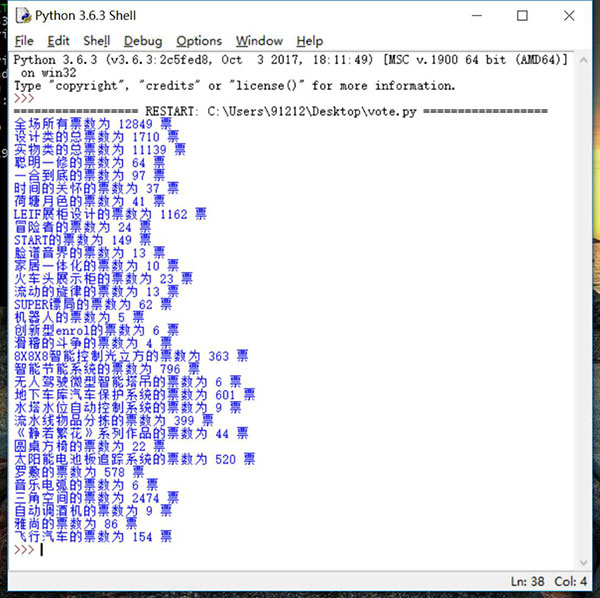 Python 3.6.3 Shell
File Edit Shell Debug Options Window Help
Python 3.6.3 (v3.6.3:2c5fed8, Oct 3 2017, 18:11:49) [MSC v.1900 64 bit (AMD64)]
on win32
Type "copyright", "credits" or "license()" for more information.
>>>
================== RESTART: C:\Users\91212\Desktop\vote.py ==================
全场所有票数为 12849 票
设计类的总票数为 1710 票
实物类的总票数为 11139 票
聪明一修的票数为 64 票
一合到底的票数为 97 票
时间的关怀的票数为 37 票
荷塘月色的票数为 41 票
LEIF展柜设计的票数为 1162 票
冒险者的票数为 24 票
START的票数为 149 票
脸谱音界的票数为 13 票
家居一体化的票数为 10 票
火车头展示柜的票数为 23 票
流动的旋律的票数为 13 票
SUPER镖局的票数为 62 票
机器人的票数为 5 票
创新型enrol的票数为 6 票
滑稽的斗争的票数为 4 票
8X8X8智能控制光立方的票数为 363 票
智能节能系统的票数为 796 票
无人驾驶微型智能塔吊的票数为 6 票
地下车库汽车保护系统的票数为 601 票
水塔水位自动控制系统的票数为 9 票
流水线物品分拣的票数为 399 票
《静若繁花》系列作品的票数为 44 票
圆桌方椅的票数为 22 票
太阳能电池板追踪系统的票数为 520 票
罗敷的票数为 578 票
音乐电弧的票数为 6 票
三角空间的票数为 2474 票
自动调酒机的票数为 9 票
雅尚的票数为 86 票
飞行汽车的票数为 154 票
>>>
Ln: 38 Col: 4